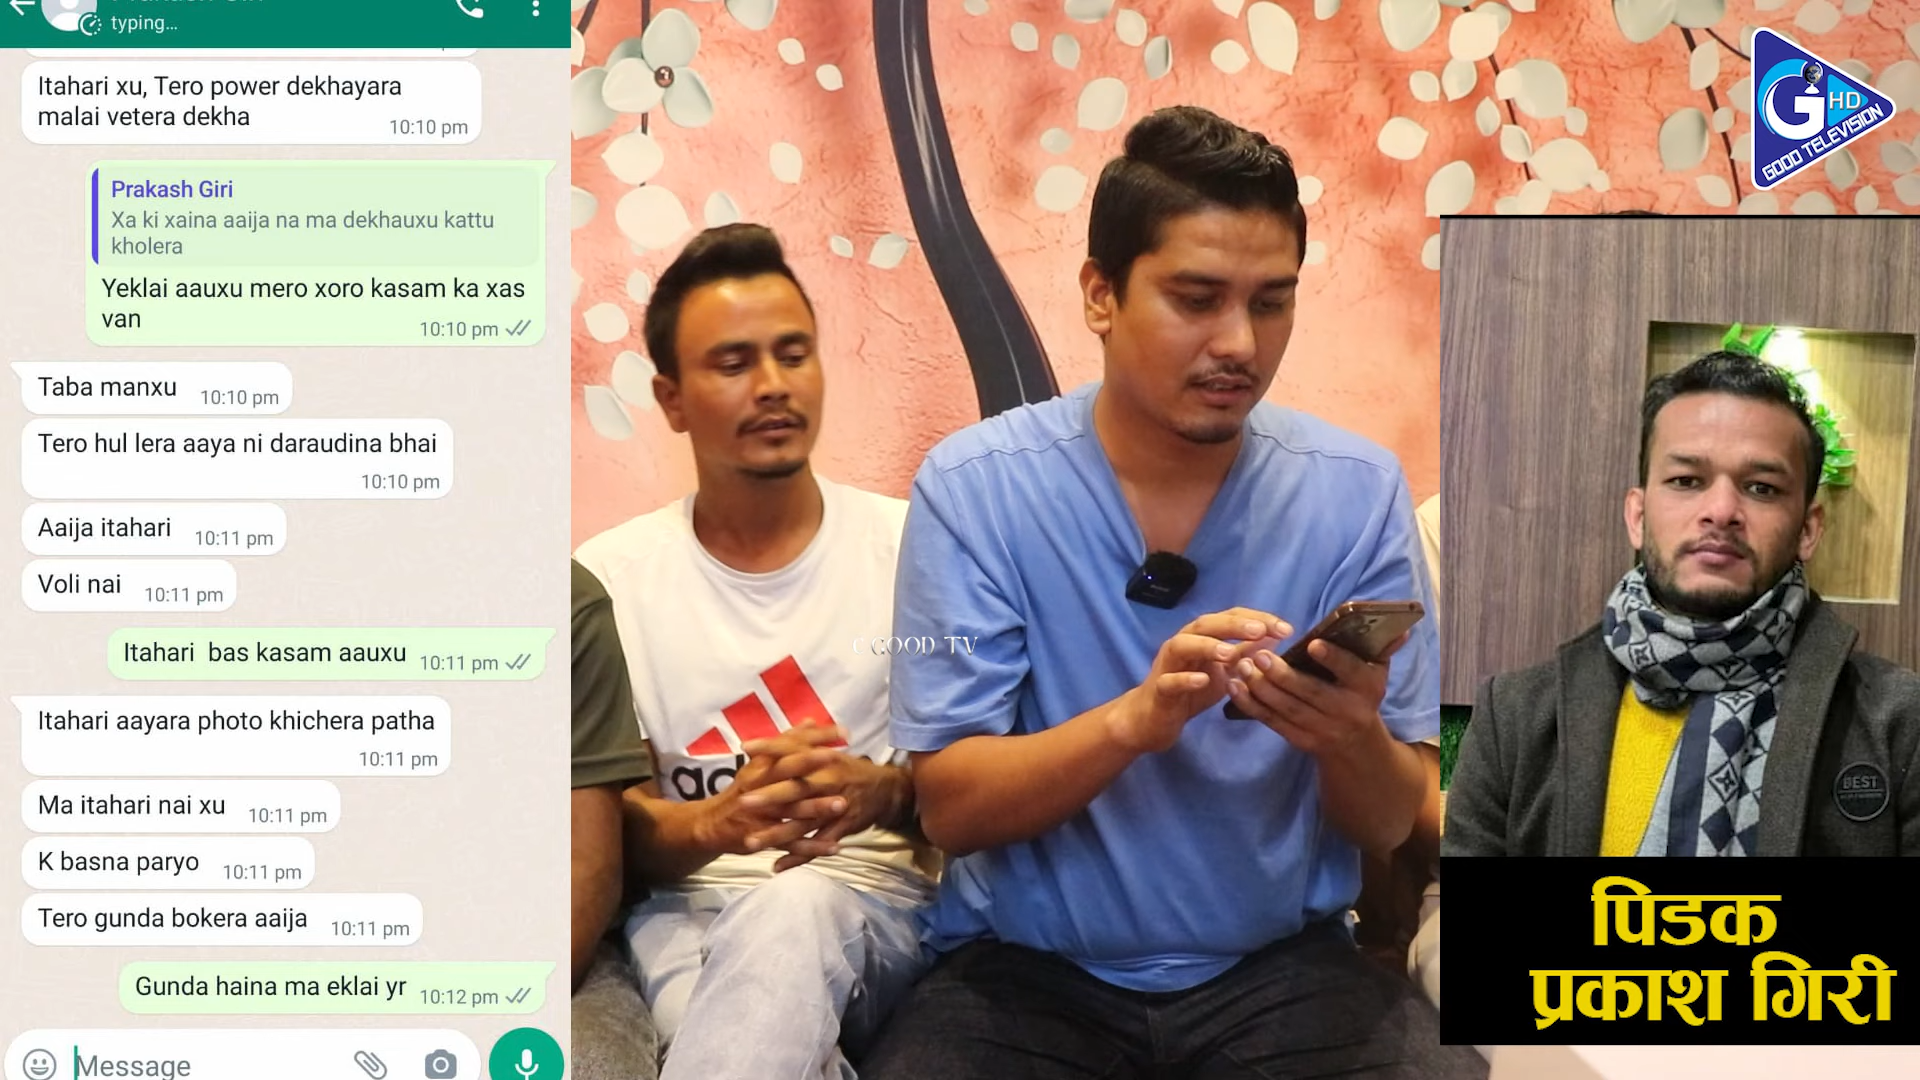 typing...
Itahari xu, Tero power dekhayara
malai vetera dekha
10:10 pm
Prakash Giri
Xa ki xaina aaija na ma dekhauxu kattu
kholera
Yeklai aauxu mero xoro kasam ka xas
van
10:10 pm
Taba manxu 10:10 pm
Tero hul lera aaya ni daraudina bhai
10:10 pm
Aaija itahari 10:11 pm
Voli nai 10:11 pm
Itahari bas kasam aauxu 10:11 pm
Itahari aayara photo khichera patha
10:11 pm
Ma itahari nai xu 10:11 pm
K basna paryo 10:11 pm
Tero gunda bokera aaija 10:11 pm
Gunda haina ma eklai yr 10:12 pm
Message
GOOD TV
G HD
GOOD TELEVISION
BEST
पिडक
प्रकाश गिरी